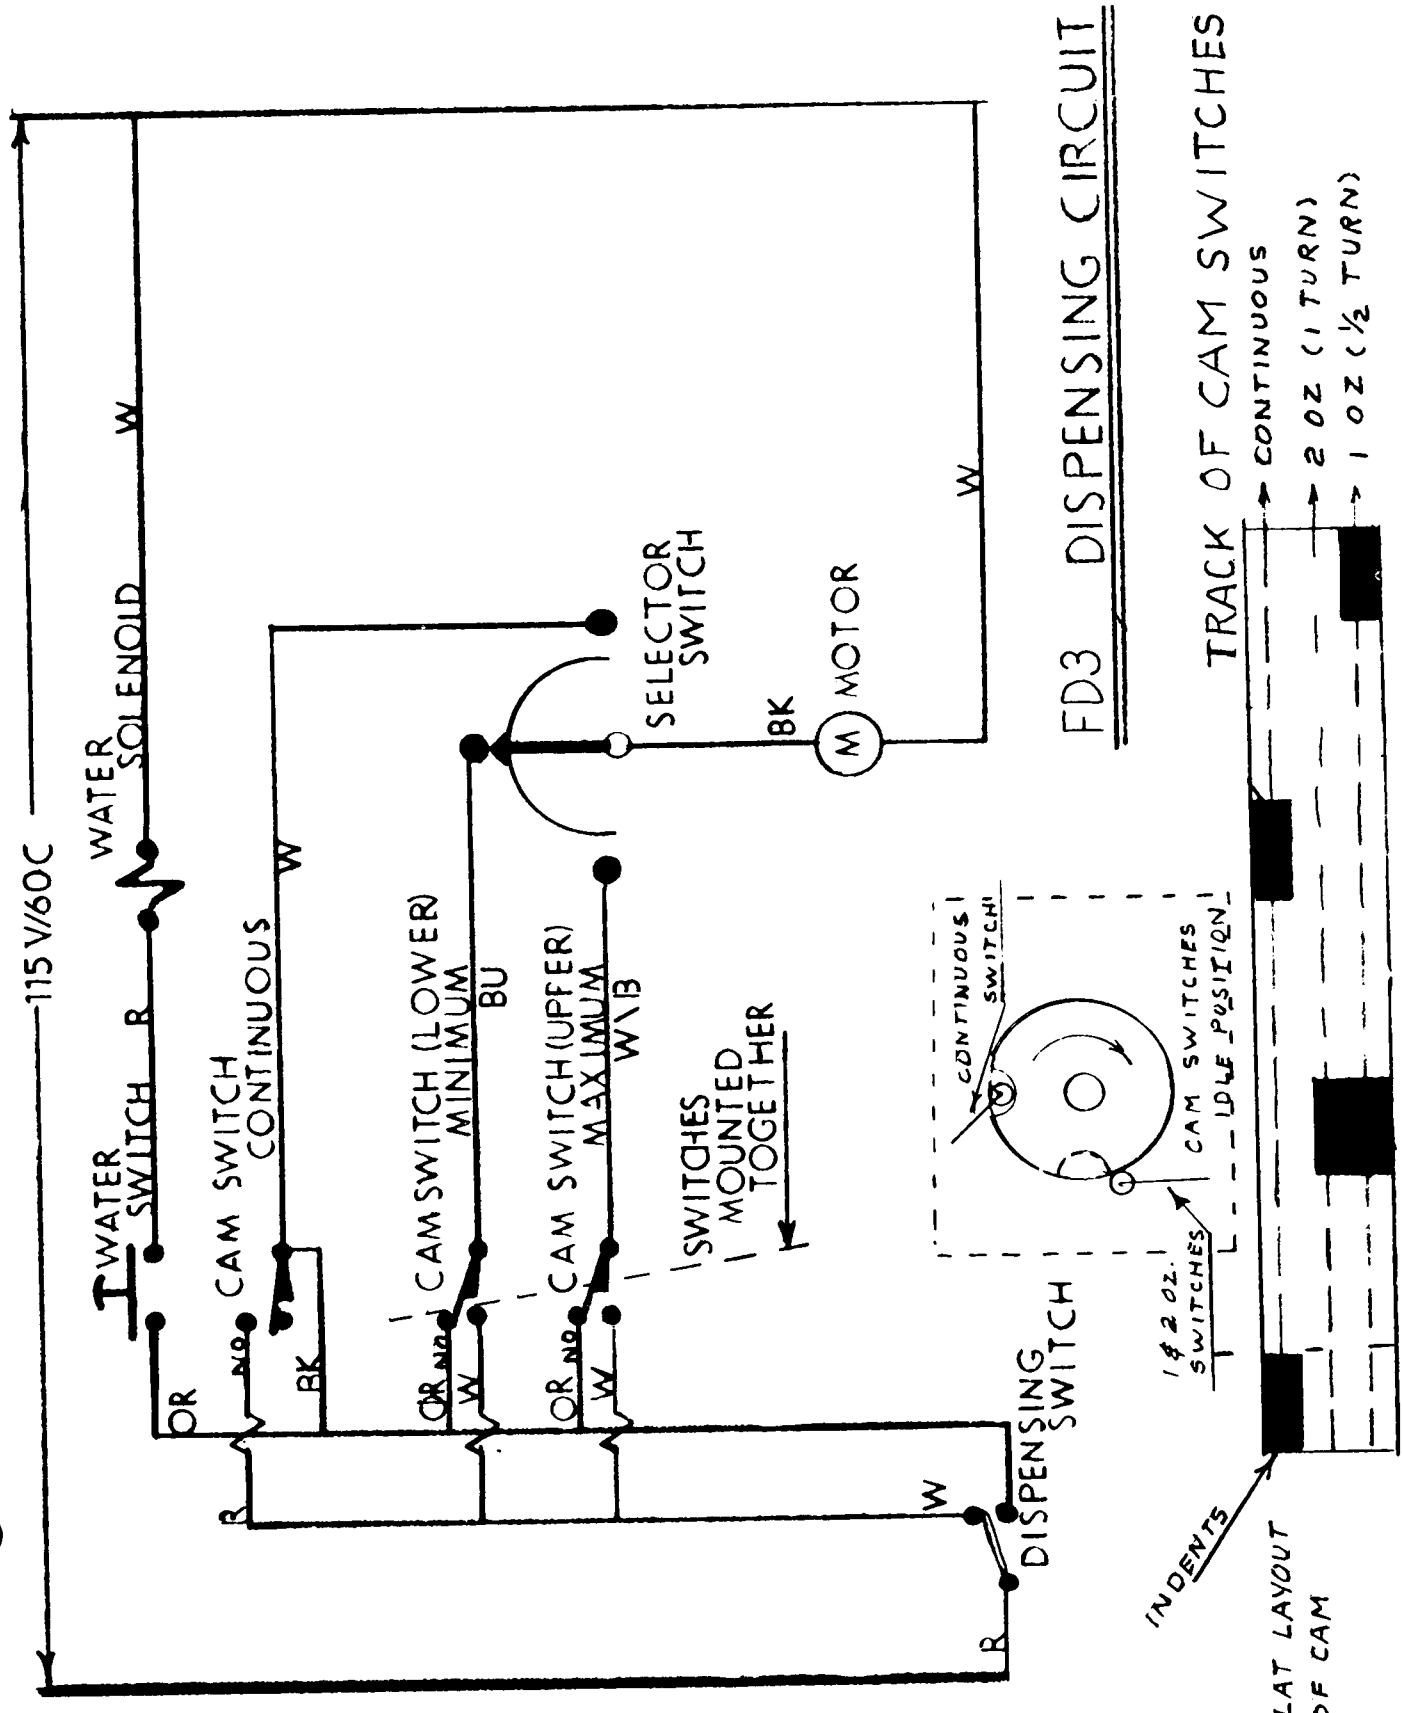 115 V/60C
WATER
SOLENOID
W
WATER
SWITCH
R
OR
CAM SWITCH
CONTINUOUS
W
NO
R
BK
CAM SWITCH (LOWER)
MINIMUM
BU
OR
NO
W
CAM SWITCH (UPPER)
MAXIMUM
W\B
OR
NO
W
SELECTOR
SWITCH
SWITCHES
MOUNTED
TOGETHER
BK
M
MOTOR
W
W
DISPENSING
SWITCH
R
FD3 DISPENSING CIRCUIT
CONTINUOUS
SWITCH
CAM SWITCHES
IDLE POSITION
1 & 2 OZ.
SWITCHES
TRACK OF CAM SWITCHES
CONTINUOUS
2 OZ (1 TURN)
1 OZ (1/2 TURN)
INDENTS
LAT LAYOUT
OF CAM